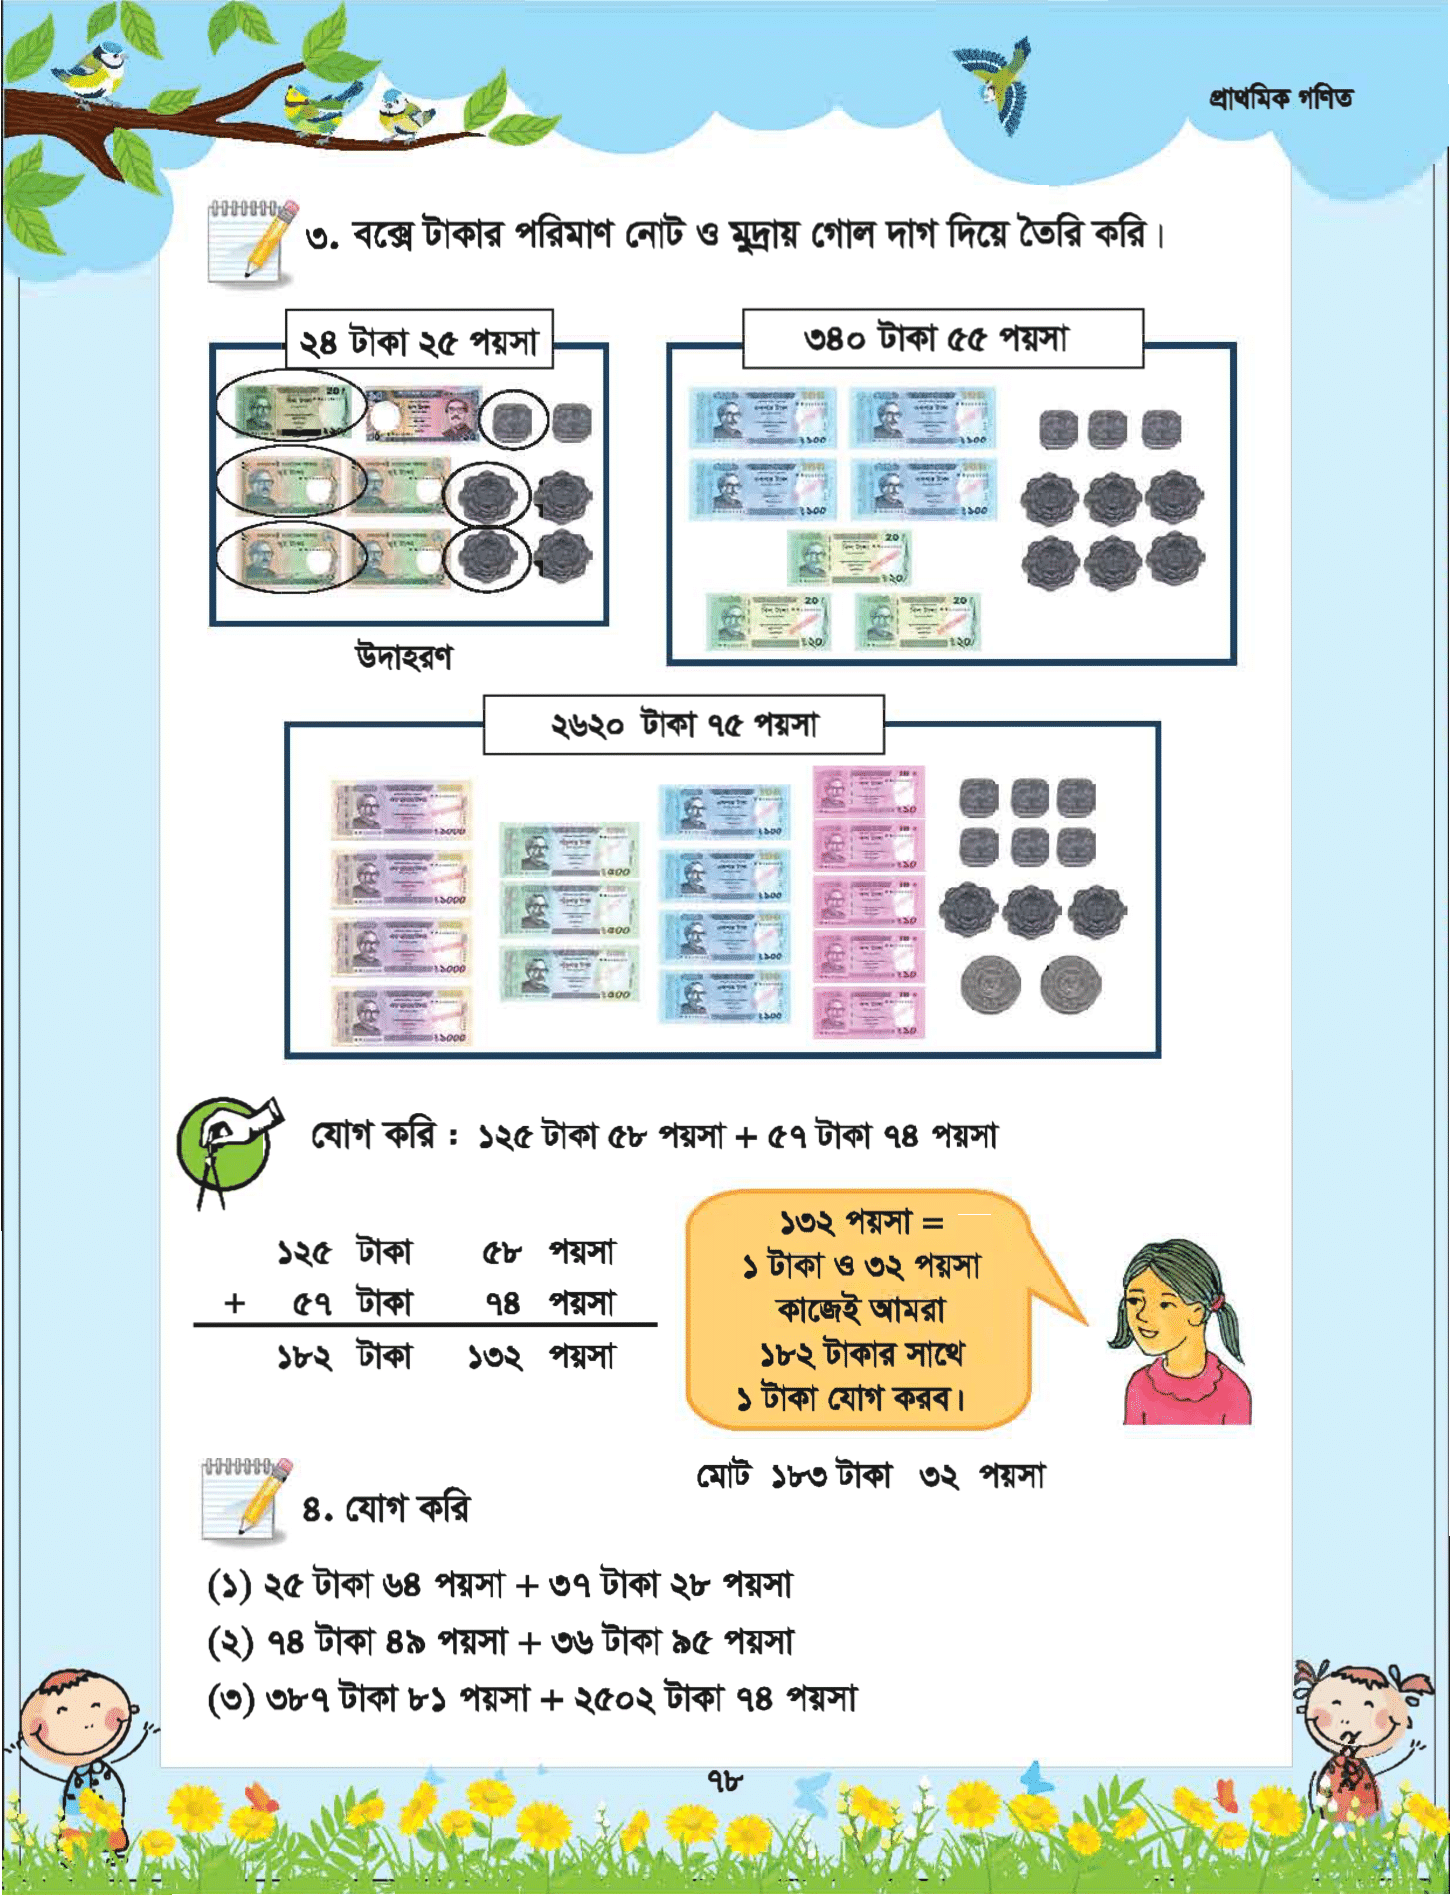 প্রাথমিক গণিত
৩. বক্সে টাকার পরিমাণ নোট ও মুদ্রায় গোল দাগ দিয়ে তৈরি করি।
২৪ টাকা ২৫ পয়সা
৩৪০ টাকা ৫৫ পয়সা
উদাহরণ
২৬২০ টাকা ৭৫ পয়সা
যোগ করি : ১২৫ টাকা ৫৮ পয়সা + ৫৭ টাকা ৭৪ পয়সা
১২৫ টাকা ৫৮ পয়সা
+ ৫৭ টাকা ৭৪ পয়সা
১৮২ টাকা ১৩২ পয়সা
১৩২ পয়সা =
১ টাকা ও ৩২ পয়সা
কাজেই আমরা
১৮২ টাকার সাথে
১ টাকা যোগ করব।
মোট ১৮৩ টাকা ৩২ পয়সা
৪. যোগ করি
(১) ২৫ টাকা ৬৪ পয়সা + ৩৭ টাকা ২৮ পয়সা
(২) ৭৪ টাকা ৪৯ পয়সা + ৩৬ টাকা ৯৫ পয়সা
(৩) ৩৮৭ টাকা ৮১ পয়সা + ২৫০২ টাকা ৭৪ পয়সা
৭৮